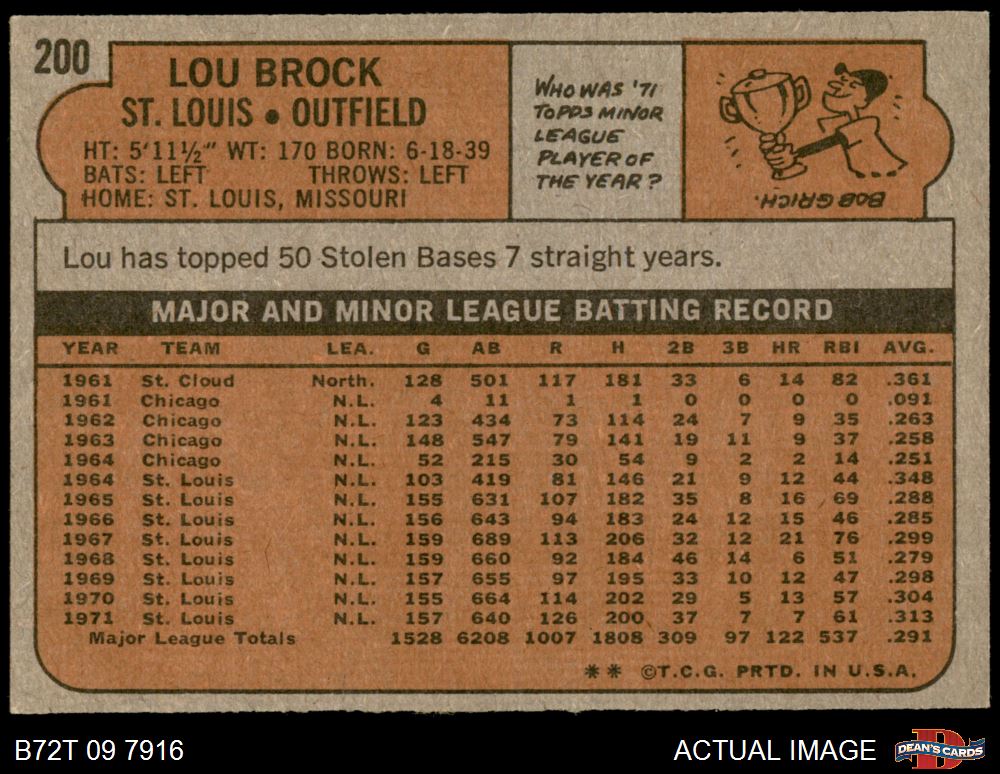 200
LOU BROCK
ST. LOUIS • OUTFIELD
HT: 5'11½" WT: 170 BORN: 6-18-39
BATS: LEFT THROWS: LEFT
HOME: ST. LOUIS, MISSOURI
WHO WAS '71
TOPPS MINOR
LEAGUE
PLAYER OF
THE YEAR?
BOB GRICH.
Lou has topped 50 Stolen Bases 7 straight years.
MAJOR AND MINOR LEAGUE BATTING RECORD
YEAR TEAM LEA. G AB R H 2B 3B HR RBI AVG.
1961 St. Cloud North. 128 501 117 181 33 6 14 82 .361
1961 Chicago N.L. 4 11 1 1 0 0 0 0 .091
1962 Chicago N.L. 123 434 73 114 24 7 9 35 .263
1963 Chicago N.L. 148 547 79 141 19 11 9 37 .258
1964 Chicago N.L. 52 215 30 54 9 2 2 14 .251
1964 St. Louis N.L. 103 419 81 146 21 9 12 44 .348
1965 St. Louis N.L. 155 631 107 182 35 8 16 69 .288
1966 St. Louis N.L. 156 643 94 183 24 12 15 46 .285
1967 St. Louis N.L. 159 689 113 206 32 12 21 76 .299
1968 St. Louis N.L. 159 660 92 184 46 14 6 51 .279
1969 St. Louis N.L. 157 655 97 195 33 10 12 47 .298
1970 St. Louis N.L. 155 664 114 202 29 5 13 57 .304
1971 St. Louis N.L. 157 640 126 200 37 7 7 61 .313
Major League Totals 1528 6208 1007 1808 309 97 122 537 .291
** ©T.C.G. PRTD. IN U.S.A.
B72T 09 7916
ACTUAL IMAGE
D
DEAN'S CARDS